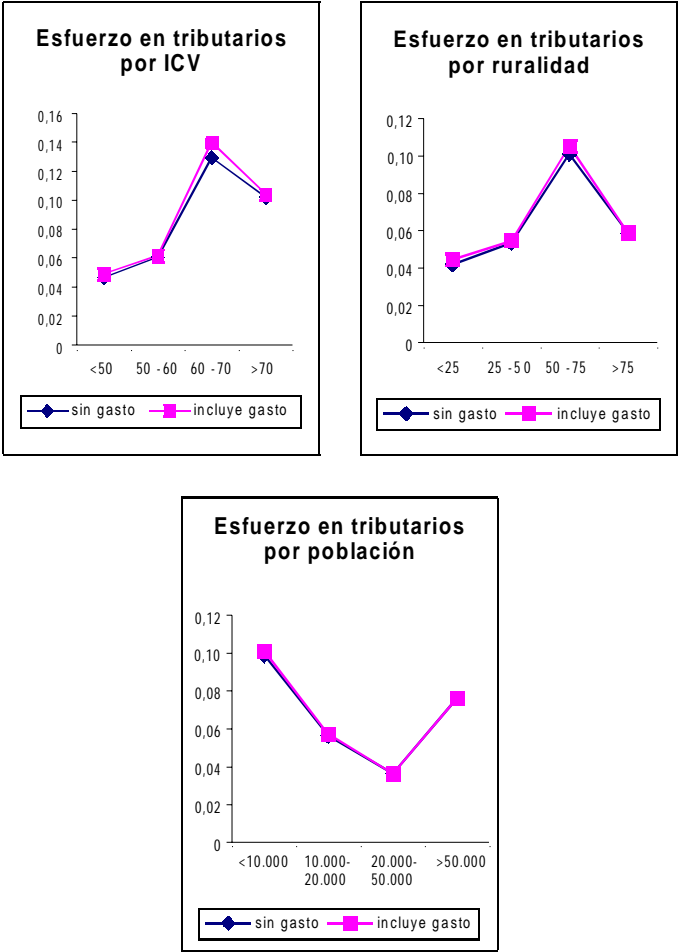 Esfuerzo en tributarios
por ICV
0,16
0,14
0,12
0,10
0,08
0,06
0,04
0,02
0
<50 50 -60 60 -70 >70
sin gasto incluye gasto
Esfuerzo en tributarios
por ruralidad
0,12
0,10
0,08
0,06
0,04
0,02
0
<25 25 -50 50 -75 >75
sin gasto incluye gasto
Esfuerzo en tributarios
por población
0,12
0,10
0,08
0,06
0,04
0,02
0
<10.000 10.000- 20.000- >50.000
20.000 50.000
sin gasto incluye gasto